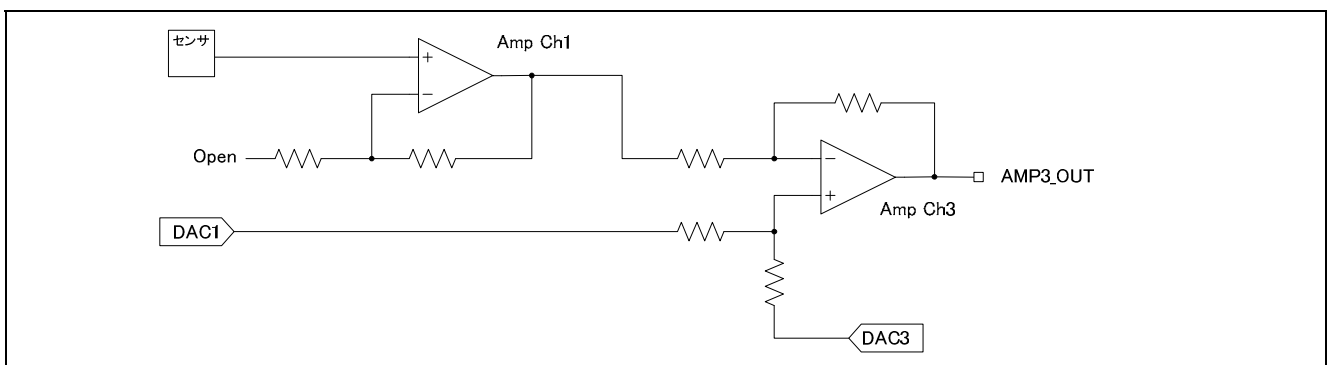 センサ
Amp Ch1
+
−
Open
−
+
AMP3_OUT
Amp Ch3
DAC1
DAC3